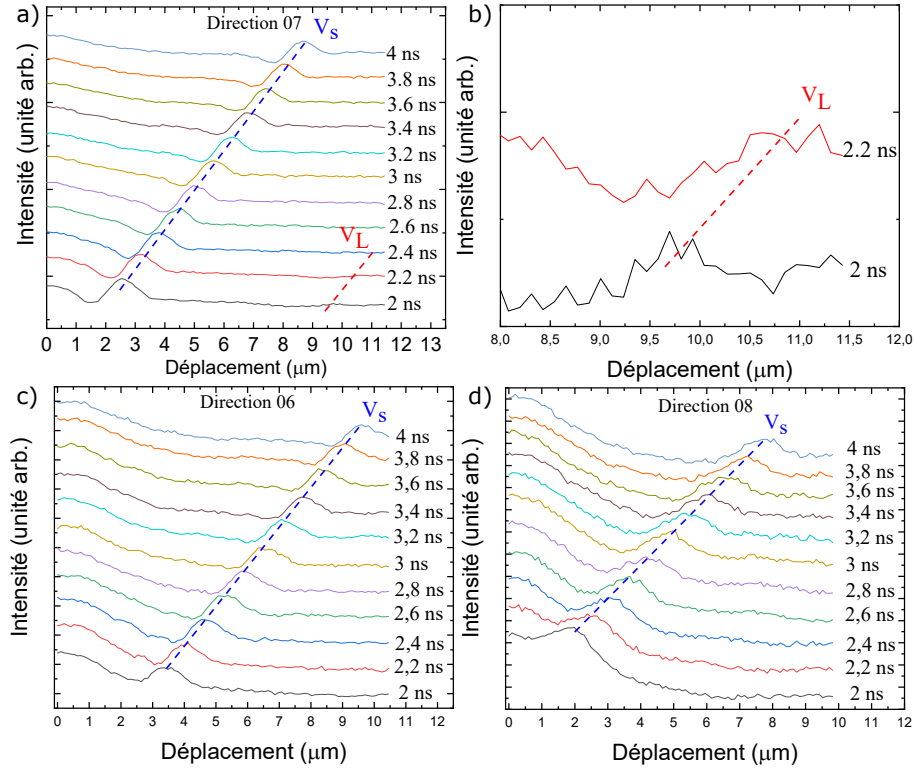 a)
Direction 07
V_s
4 ns
3.8 ns
3.6 ns
3.4 ns
3.2 ns
3 ns
2.8 ns
2.6 ns
V_L
2.4 ns
2.2 ns
2 ns
Intensité (unité arb.)
0 1 2 3 4 5 6 7 8 9 10 11 12 13
Déplacement (µm)
b)
V_L
2.2 ns
2 ns
Intensité (unité arb.)
8,0 8,5 9,0 9,5 10,0 10,5 11,0 11,5 12,0
Déplacement (µm)
c)
Direction 06
V_s
4 ns
3,8 ns
3,6 ns
3,4 ns
3,2 ns
3 ns
2,8 ns
2,6 ns
2,4 ns
2,2 ns
2 ns
Intensité (unité arb.)
0 1 2 3 4 5 6 7 8 9 10 11 12
Déplacement (µm)
d)
Direction 08
V_s
4 ns
3,8 ns
3,6 ns
3,4 ns
3,2 ns
3 ns
2,8 ns
2,6 ns
2,4 ns
2,2 ns
2 ns
Intensité (unité arb.)
0 1 2 3 4 5 6 7 8 9 10 11 12
Déplacement (µm)